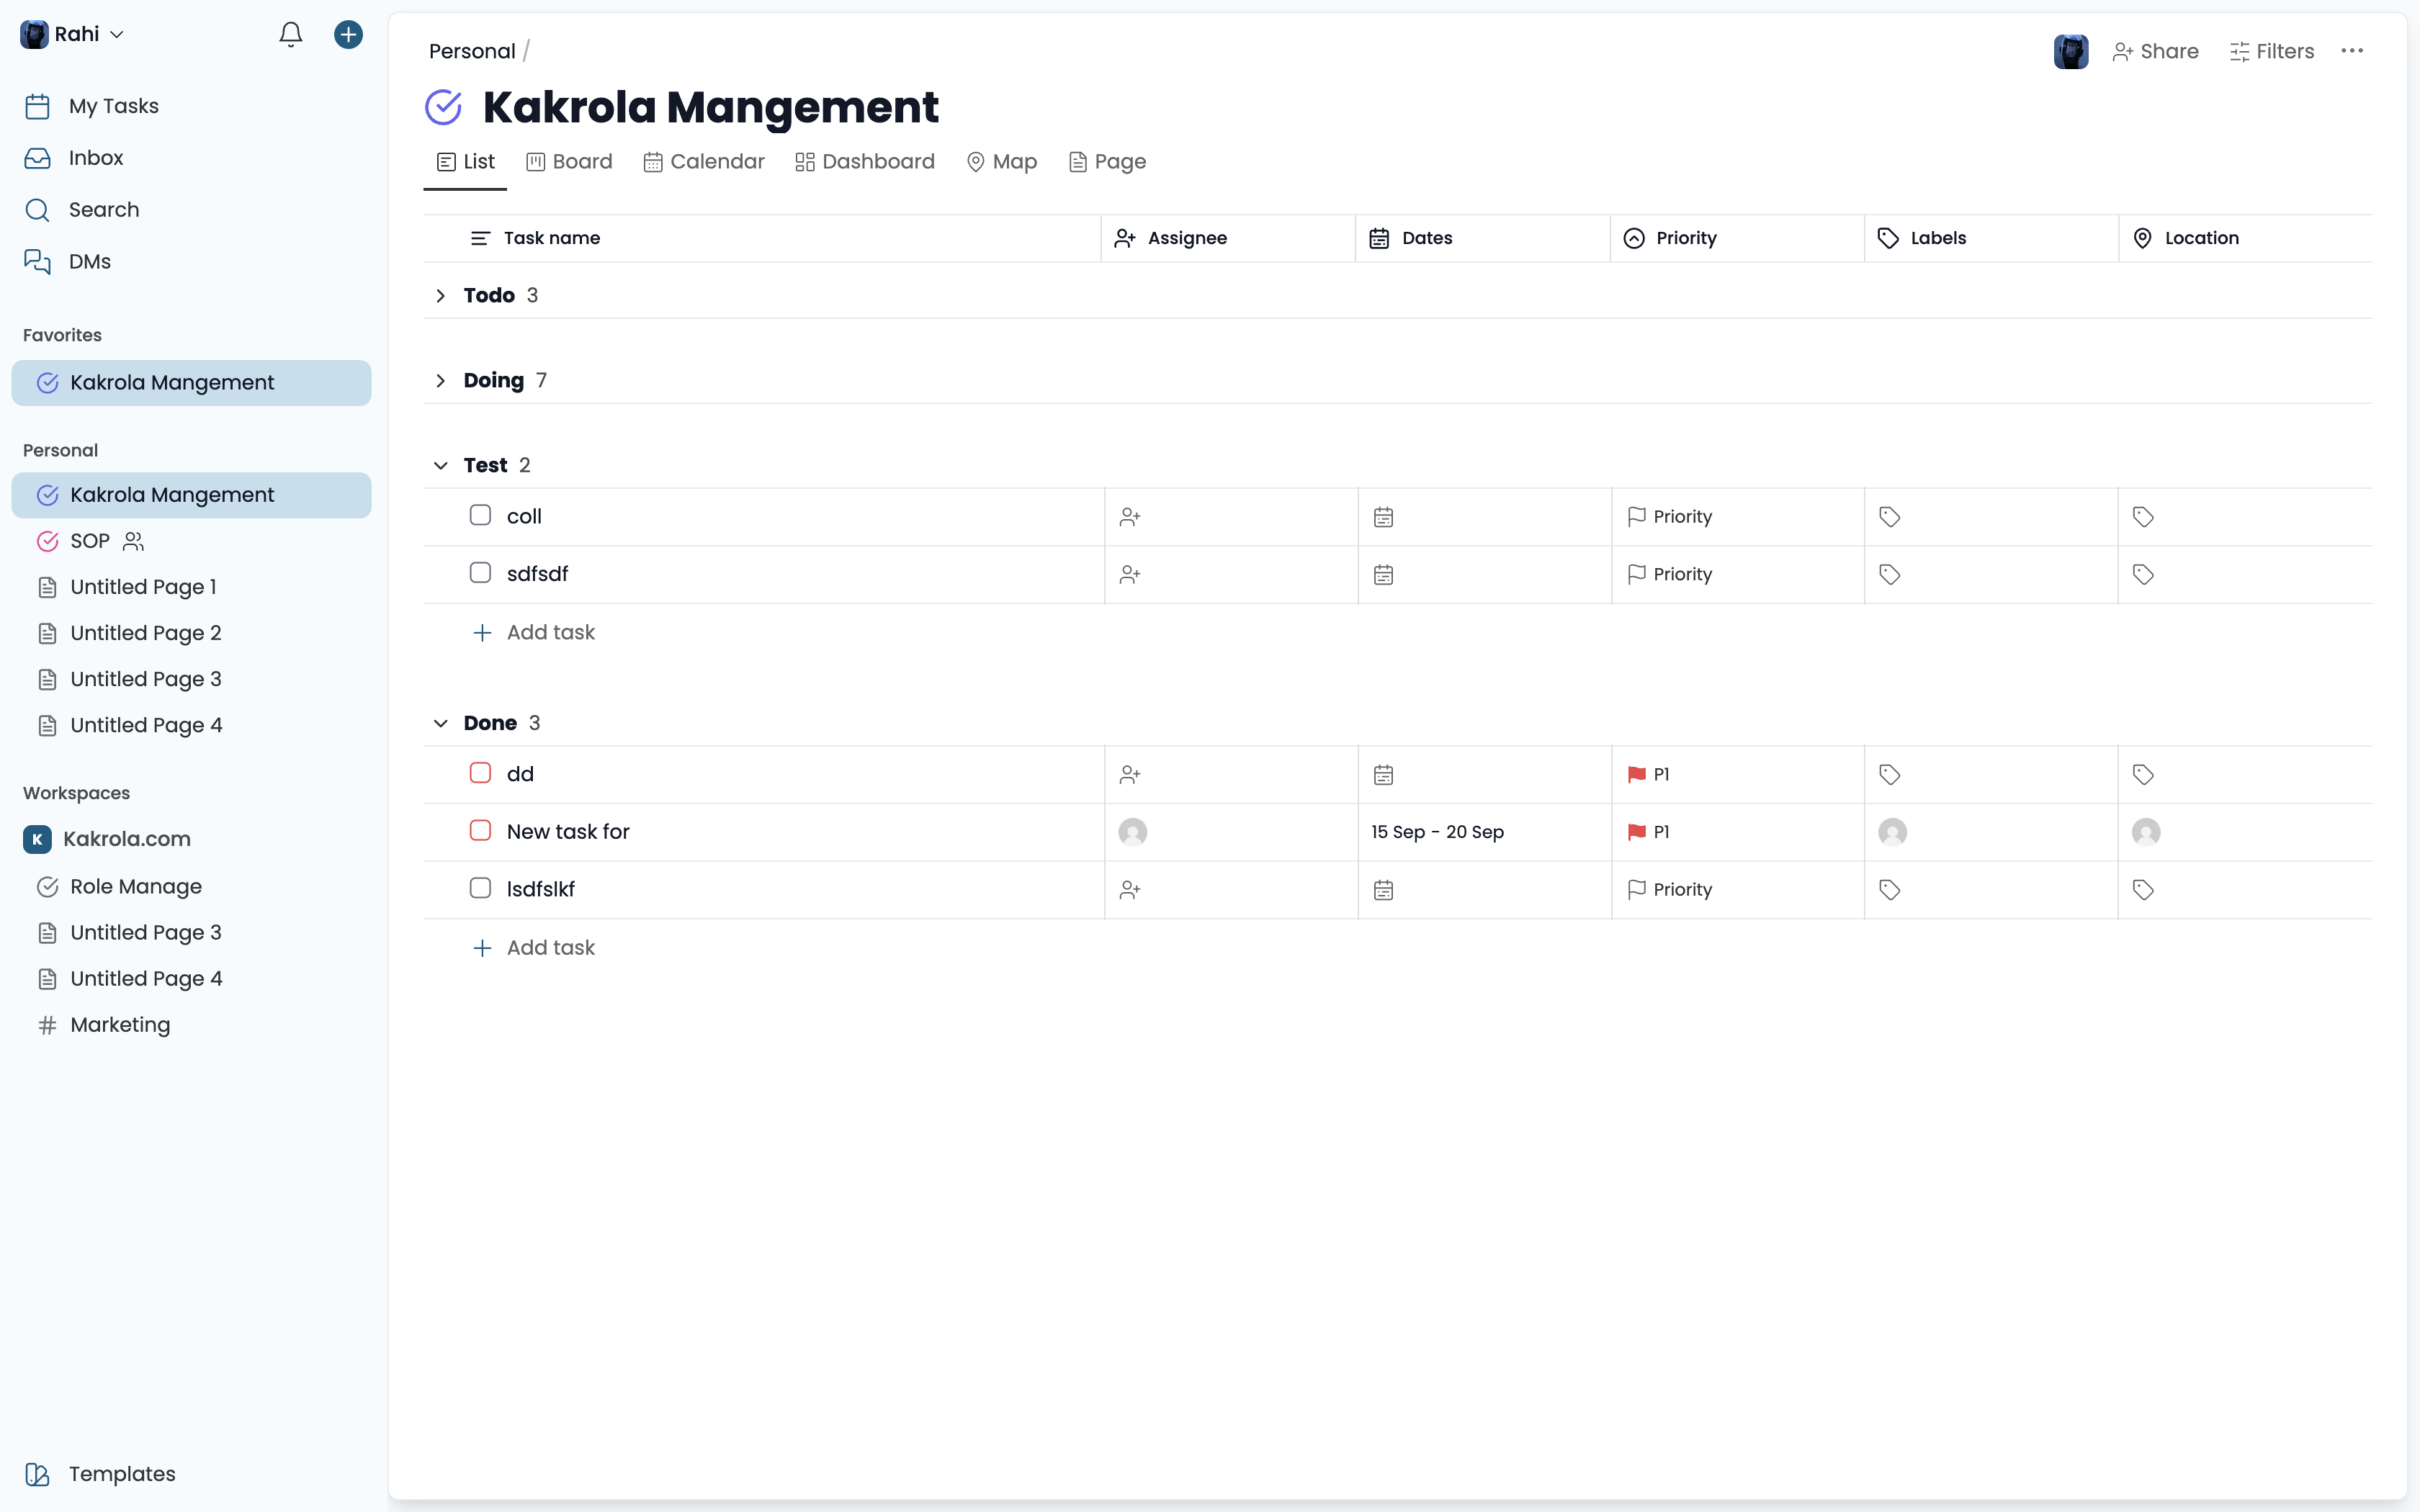 Rahi
My Tasks
Inbox
Search
DMs
Favorites
Kakrola Mangement
Personal
Kakrola Mangement
SOP
Untitled Page 1
Untitled Page 2
Untitled Page 3
Untitled Page 4
Workspaces
K Kakrola.com
Role Manage
Untitled Page 3
Untitled Page 4
# Marketing
Templates
Personal /
Share Filters
Kakrola Mangement
List Board Calendar Dashboard Map Page
Task name Assignee Dates Priority Labels Location
Todo 3
Doing 7
Test 2
coll Priority
sdfsdf Priority
Add task
Done 3
dd P1
New task for 15 Sep - 20 Sep P1
lsdfslkf Priority
Add task